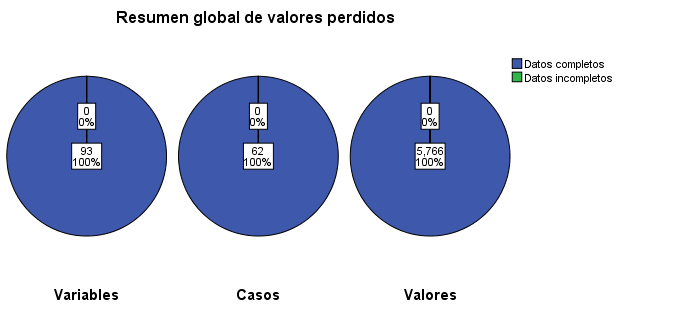 Resumen global de valores perdidos
Datos completos
Datos incompletos
0
0%
93
100%
0
0%
62
100%
0
0%
5,766
100%
Variables
Casos
Valores